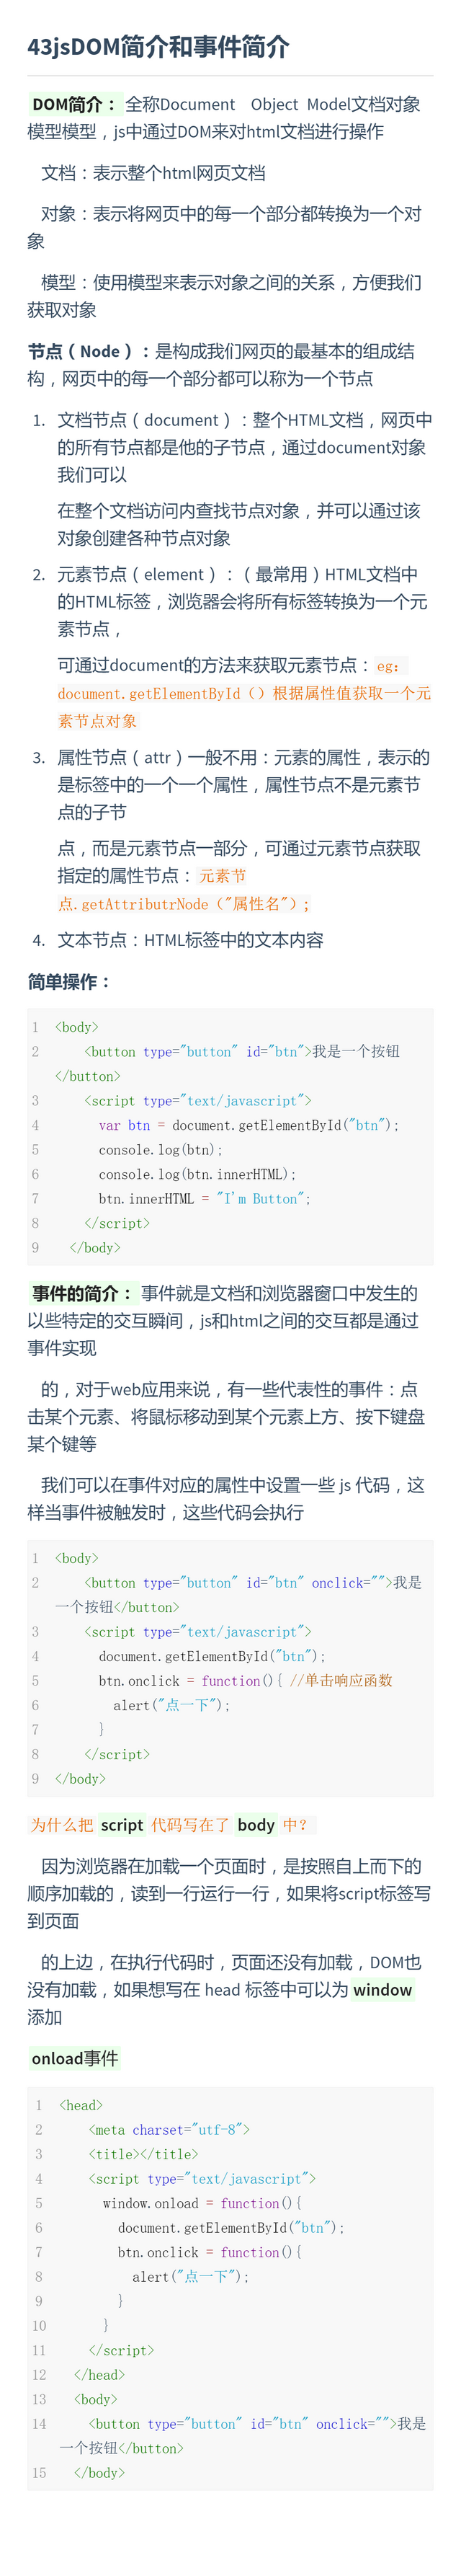 43jsDOM简介和事件简介
DOM简介： 全称Document Object Model文档对象
模型模型，js中通过DOM来对html文档进行操作
文档：表示整个html网页文档
对象：表示将网页中的每一个部分都转换为一个对
象
模型：使用模型来表示对象之间的关系，方便我们
获取对象
节点（Node）：是构成我们网页的最基本的组成结
构，网页中的每一个部分都可以称为一个节点
1. 文档节点（document）：整个HTML文档，网页中
的所有节点都是他的子节点，通过document对象
我们可以
在整个文档访问内查找节点对象，并可以通过该
对象创建各种节点对象
2. 元素节点（element）：（最常用）HTML文档中
的HTML标签，浏览器会将所有标签转换为一个元
素节点，
可通过document的方法来获取元素节点：eg：
document.getElementById（）根据属性值获取一个元
素节点对象
3. 属性节点（attr）一般不用：元素的属性，表示的
是标签中的一个一个属性，属性节点不是元素节
点的子节
点，而是元素节点一部分，可通过元素节点获取
指定的属性节点：元素节
点.getAttributrNode（"属性名"）;
4. 文本节点：HTML标签中的文本内容
简单操作：
1 <body>
2 <button type="button" id="btn">我是一个按钮
</button>
3 <script type="text/javascript">
4 var btn = document.getElementById("btn");
5 console.log(btn);
6 console.log(btn.innerHTML);
7 btn.innerHTML = "I'm Button";
8 </script>
9 </body>
事件的简介： 事件就是文档和浏览器窗口中发生的
以些特定的交互瞬间，js和html之间的交互都是通过
事件实现
的，对于web应用来说，有一些代表性的事件：点
击某个元素、将鼠标移动到某个元素上方、按下键盘
某个键等
我们可以在事件对应的属性中设置一些 js 代码，这
样当事件被触发时，这些代码会执行
1 <body>
2 <button type="button" id="btn" onclick="">我是
一个按钮</button>
3 <script type="text/javascript">
4 document.getElementById("btn");
5 btn.onclick = function(){ //单击响应函数
6 alert("点一下");
7 }
8 </script>
9 </body>
为什么把 script 代码写在了 body 中？
因为浏览器在加载一个页面时，是按照自上而下的
顺序加载的，读到一行运行一行，如果将script标签写
到页面
的上边，在执行代码时，页面还没有加载，DOM也
没有加载，如果想写在 head 标签中可以为 window
添加
onload事件
1 <head>
2 <meta charset="utf-8">
3 <title></title>
4 <script type="text/javascript">
5 window.onload = function(){
6 document.getElementById("btn");
7 btn.onclick = function(){
8 alert("点一下");
9 }
10 }
11 </script>
12 </head>
13 <body>
14 <button type="button" id="btn" onclick="">我是
一个按钮</button>
15 </body>